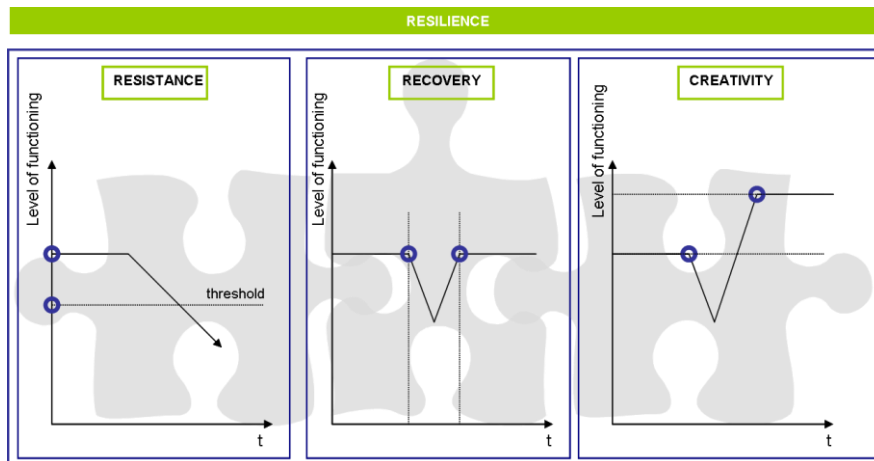 RESILIENCE
RESISTANCE
Level of functioning
threshold
t
RECOVERY
Level of functioning
t
CREATIVITY
Level of functioning
t